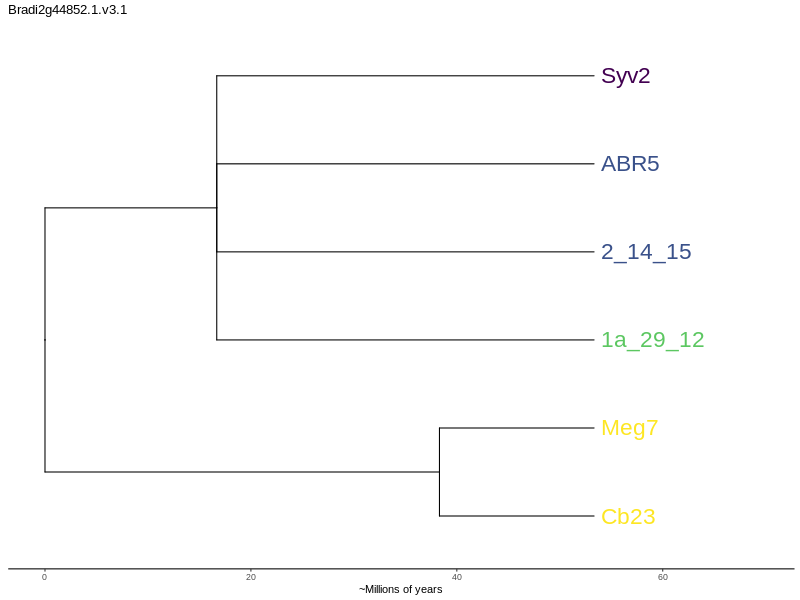 Bradi2g44852.1.v3.1
Syv2
ABR5
2_14_15
1a_29_12
Meg7
Cb23
0 20 40 60
~Millions of years